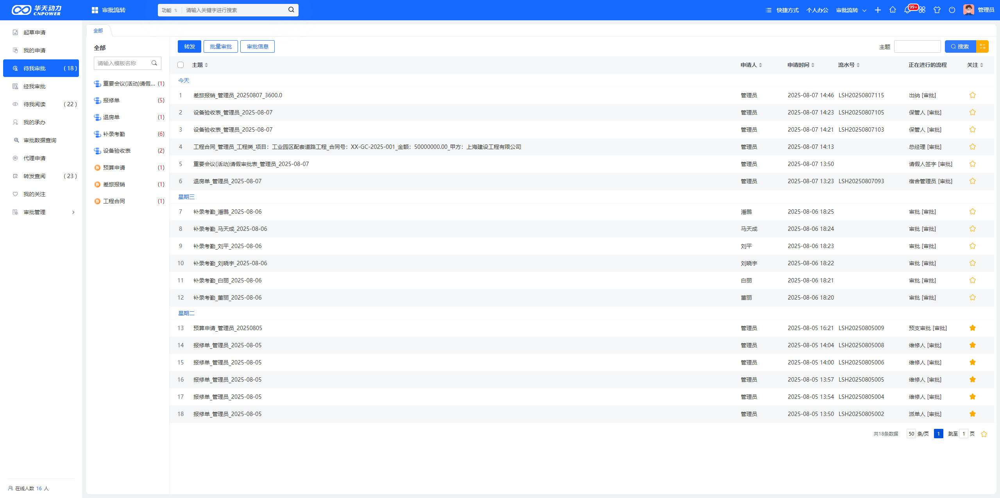 华天动力 CNPOWER 审批流转 功能 请输入关键字进行搜索 快捷方式 个人办公 审批流转 99+ 管理员
起草申请
我的申请
待我审批 ( 18 )
经我审批
待我阅读 ( 22 )
我的承办
审批数据查询
代理申请
转发查阅 ( 23 )
我的关注
审批管理
在线人数 16 人
全部
全部
请输入模板名称
重要会议(活动)请假... (1)
报修单 (5)
退房单 (1)
补录考勤 (6)
设备验收表 (2)
预算申请 (1)
差旅报销 (1)
工程合同 (1)
转发 批量审批 审批信息 主题 搜索
主题 申请人 申请时间 流水号 正在进行的流程 关注
今天
1 差旅报销_管理员_20250807_3600.0 管理员 2025-08-07 14:46 LSH20250807115 出纳 [审批]
2 设备验收表_管理员_2025-08-07 管理员 2025-08-07 14:23 LSH20250807105 保管人 [审批]
3 设备验收表_管理员_2025-08-07 管理员 2025-08-07 14:21 LSH20250807103 保管人 [审批]
4 工程合同_管理员_工程类_项目：工业园区配套道路工程_合同号：XX-GC-2025-001_金额：50000000.00_甲方：上海建设工程有限公司 管理员 2025-08-07 14:13 总经理 [审批]
5 重要会议(活动)请假审批表_管理员_2025-08-07 管理员 2025-08-07 13:50 请假人签字 [审批]
6 退房单_管理员_2025-08-07 管理员 2025-08-07 13:23 LSH20250807093 宿舍管理员 [审批]
星期三
7 补录考勤_潘鹏_2025-08-06 潘鹏 2025-08-06 18:25 审批 [审批]
8 补录考勤_马天成_2025-08-06 马天成 2025-08-06 18:24 审批 [审批]
9 补录考勤_刘平_2025-08-06 刘平 2025-08-06 18:23 审批 [审批]
10 补录考勤_刘晓宇_2025-08-06 刘晓宇 2025-08-06 18:22 审批 [审批]
11 补录考勤_白丽_2025-08-06 白丽 2025-08-06 18:21 审批 [审批]
12 补录考勤_董丽_2025-08-06 董丽 2025-08-06 18:20 审批 [审批]
星期二
13 预算申请_管理员_20250805 管理员 2025-08-05 16:21 LSH20250805009 预支审批 [审批]
14 报修单_管理员_2025-08-05 管理员 2025-08-05 14:04 LSH20250805008 维修人 [审批]
15 报修单_管理员_2025-08-05 管理员 2025-08-05 14:00 LSH20250805006 维修人 [审批]
16 报修单_管理员_2025-08-05 管理员 2025-08-05 13:57 LSH20250805005 维修人 [审批]
17 报修单_管理员_2025-08-05 管理员 2025-08-05 13:54 LSH20250805004 维修人 [审批]
18 报修单_管理员_2025-08-05 管理员 2025-08-05 13:50 LSH20250805002 派单人 [审批]
共18条数据 50 条/页 1 跳至 1 页